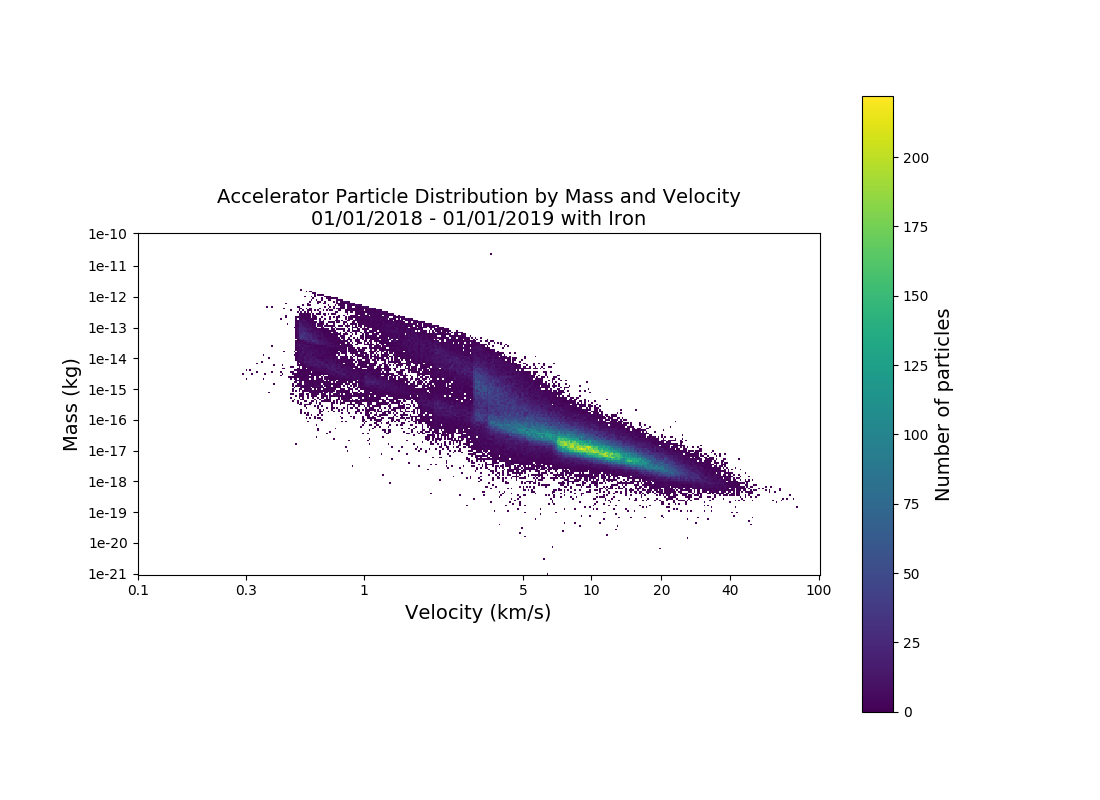 Accelerator Particle Distribution by Mass and Velocity
01/01/2018 - 01/01/2019 with Iron
1e-10
1e-11
1e-12
1e-13
1e-14
1e-15
1e-16
1e-17
1e-18
1e-19
1e-20
1e-21
Mass (kg)
0.1 0.3 1 5 10 20 40 100
Velocity (km/s)
200
175
150
125
100
75
50
25
0
Number of particles